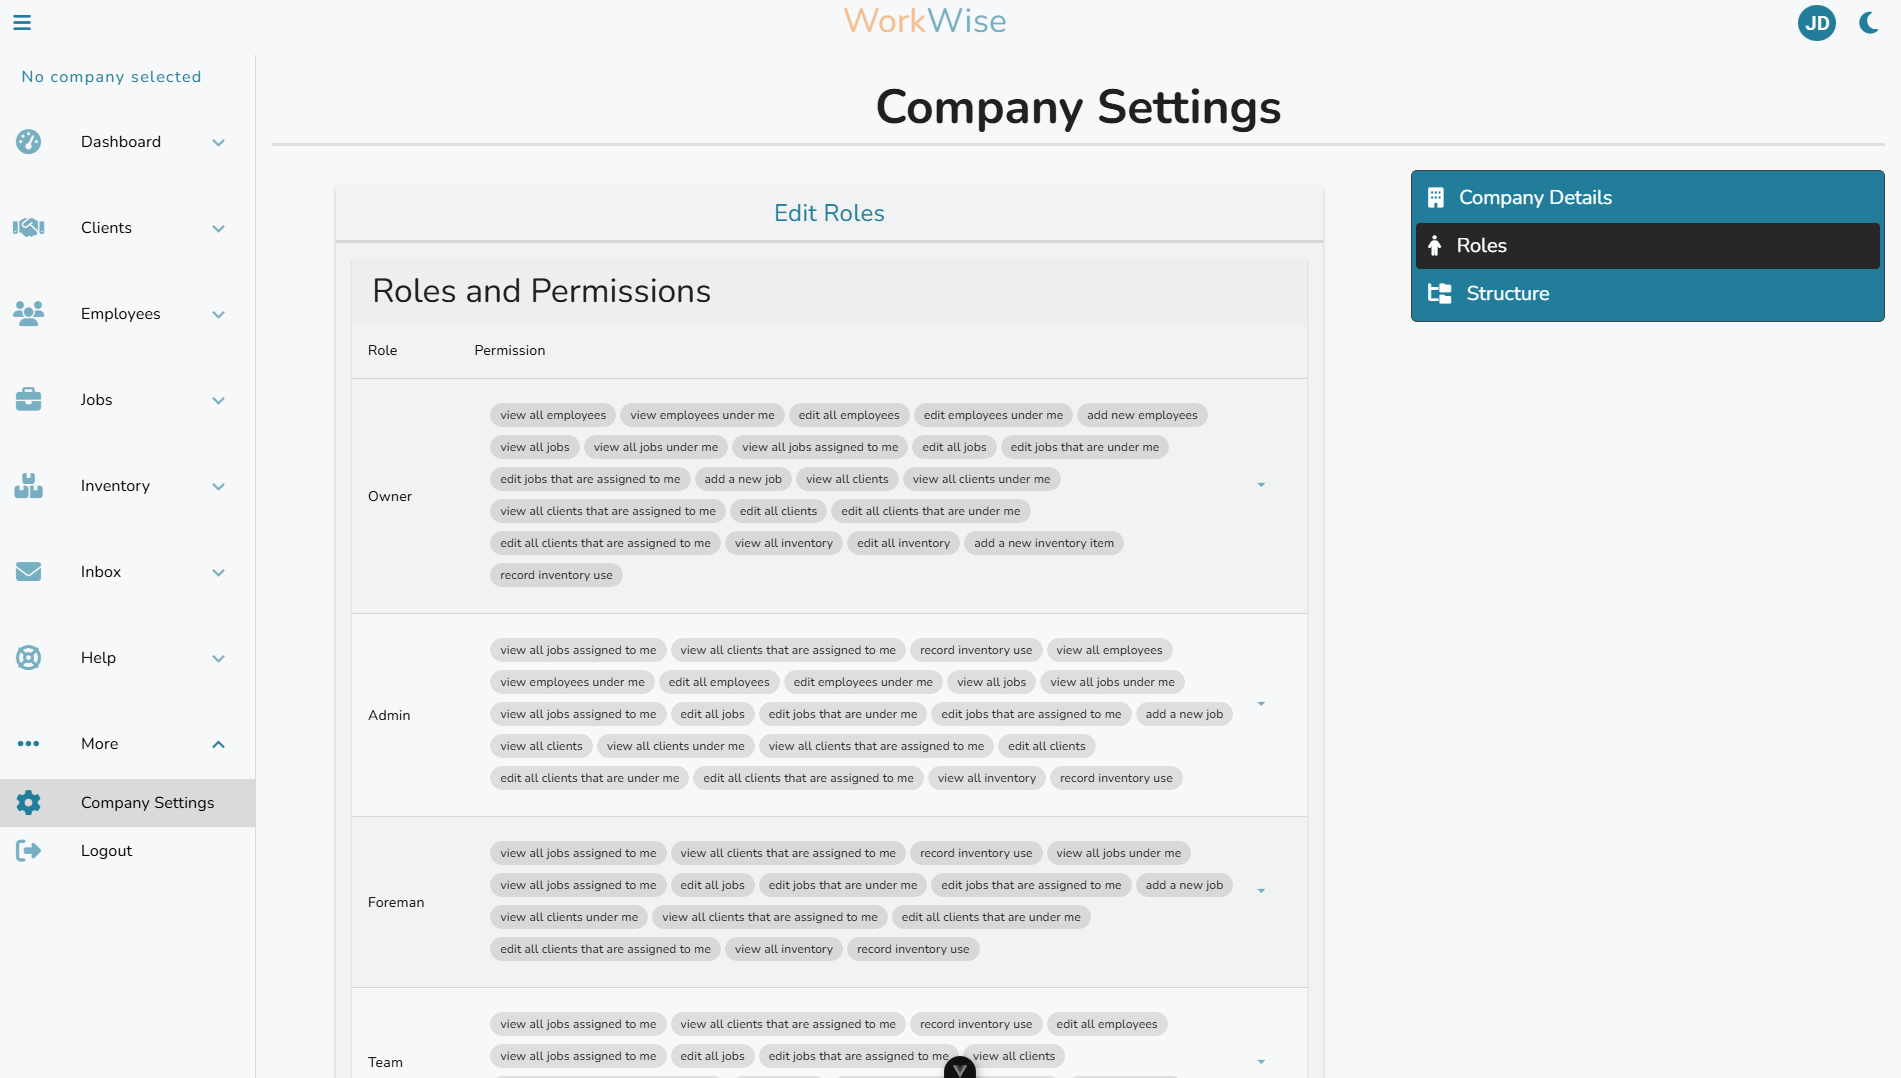 WorkWise
JD
No company selected
Dashboard
Clients
Employees
Jobs
Inventory
Inbox
Help
More
Company Settings
Logout
Company Settings
Edit Roles
Roles and Permissions
Role Permission
Owner
view all employees view employees under me edit all employees edit employees under me add new employees
view all jobs view all jobs under me view all jobs assigned to me edit all jobs edit jobs that are under me
edit jobs that are assigned to me add a new job view all clients view all clients under me
view all clients that are assigned to me edit all clients edit all clients that are under me
edit all clients that are assigned to me view all inventory edit all inventory add a new inventory item
record inventory use
Admin
view all jobs assigned to me view all clients that are assigned to me record inventory use view all employees
view employees under me edit all employees edit employees under me view all jobs view all jobs under me
view all jobs assigned to me edit all jobs edit jobs that are under me edit jobs that are assigned to me add a new job
view all clients view all clients under me view all clients that are assigned to me edit all clients
edit all clients that are under me edit all clients that are assigned to me view all inventory record inventory use
Foreman
view all jobs assigned to me view all clients that are assigned to me record inventory use view all jobs under me
view all jobs assigned to me edit all jobs edit jobs that are under me edit jobs that are assigned to me add a new job
view all clients under me view all clients that are assigned to me edit all clients that are under me
edit all clients that are assigned to me view all inventory record inventory use
Team
view all jobs assigned to me view all clients that are assigned to me record inventory use edit all employees
view all jobs assigned to me edit all jobs edit jobs that are assigned to me view all clients
Company Details
Roles
Structure